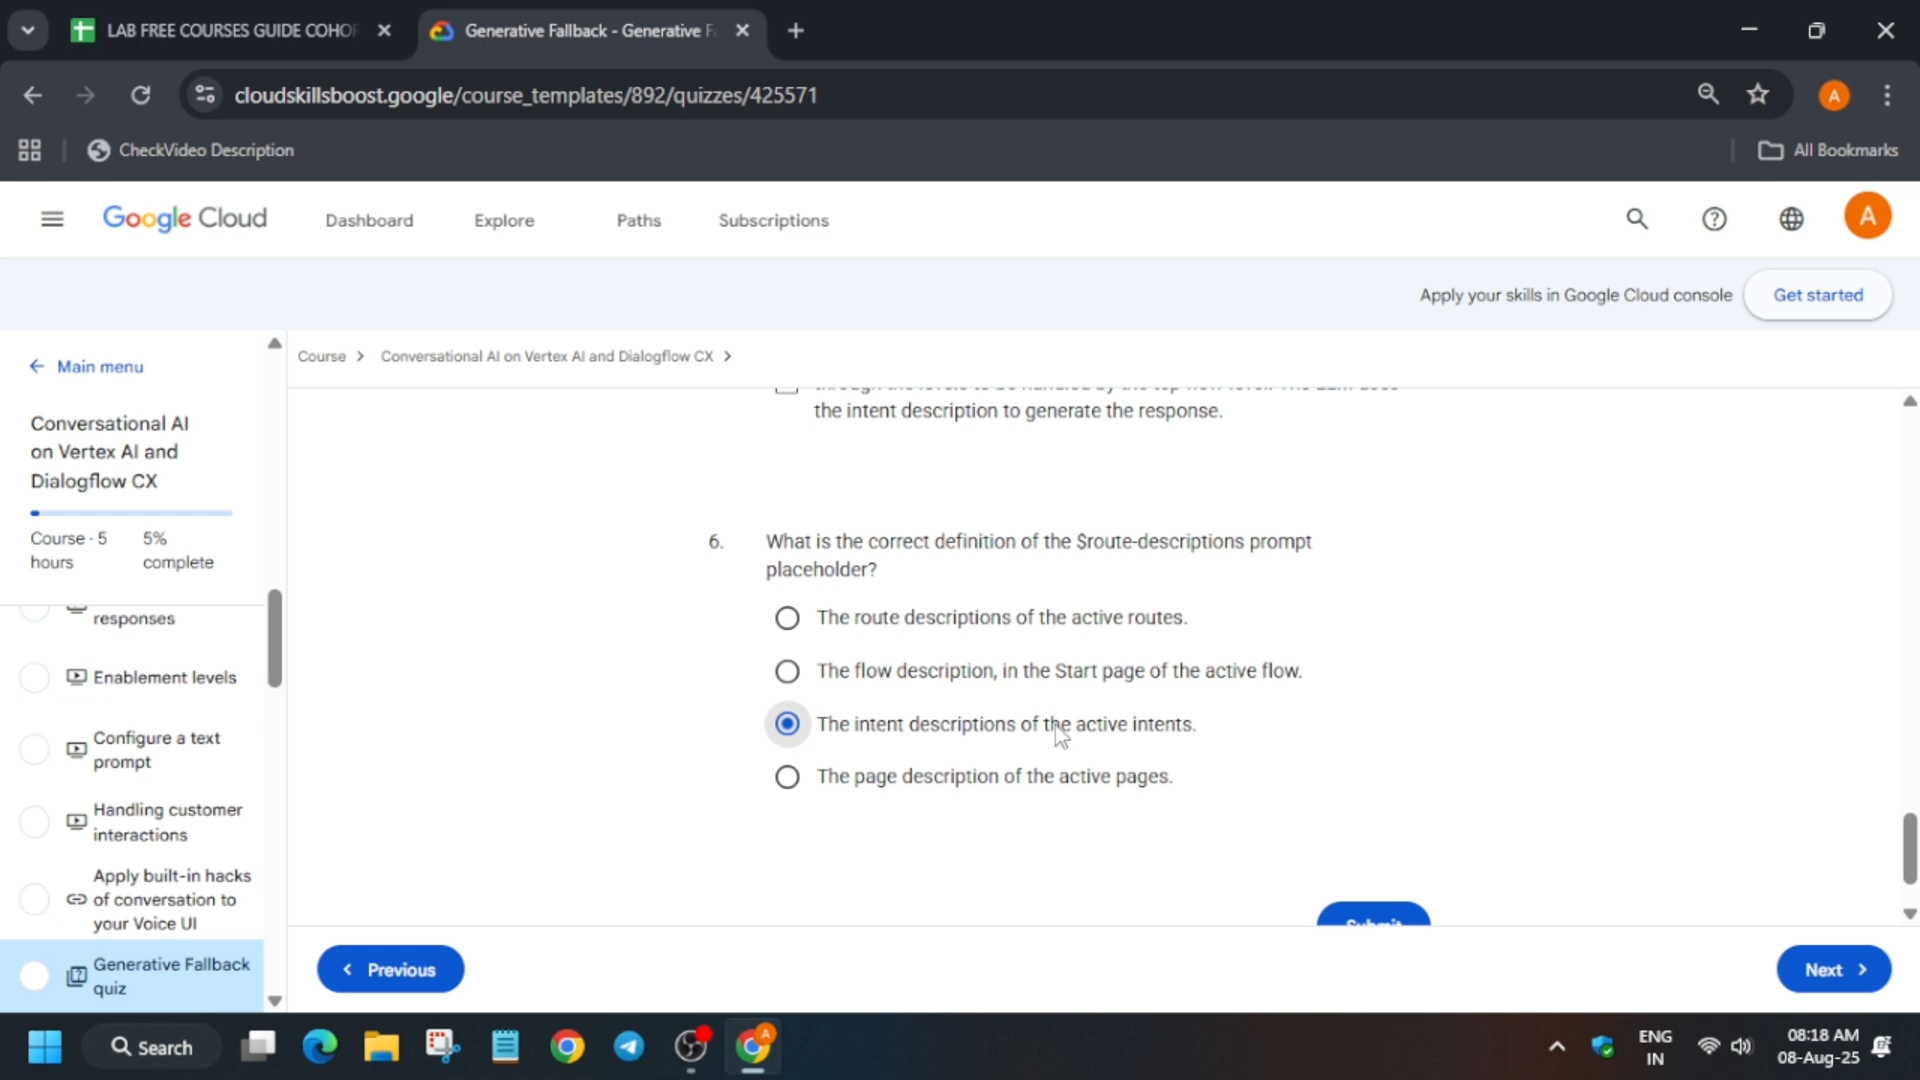 LAB FREE COURSES GUIDE COHOR
Generative Fallback - Generative F
cloudskillsboost.google/course_templates/892/quizzes/425571
A
CheckVideo Description
All Bookmarks
Google Cloud
Dashboard
Explore
Paths
Subscriptions
A
Apply your skills in Google Cloud console
Get started
Main menu
Course > Conversational AI on Vertex AI and Dialogflow CX >
Conversational AI
on Vertex AI and
Dialogflow CX
Course · 5
hours
5%
complete
responses
Enablement levels
Configure a text
prompt
Handling customer
interactions
Apply built-in hacks
of conversation to
your Voice UI
Generative Fallback
quiz
the intent description to generate the response.
6. What is the correct definition of the $route-descriptions prompt
placeholder?
The route descriptions of the active routes.
The flow description, in the Start page of the active flow.
The intent descriptions of the active intents.
The page description of the active pages.
Submit
Previous
Next
Search
A
ENG
IN
08:18 AM
08-Aug-25